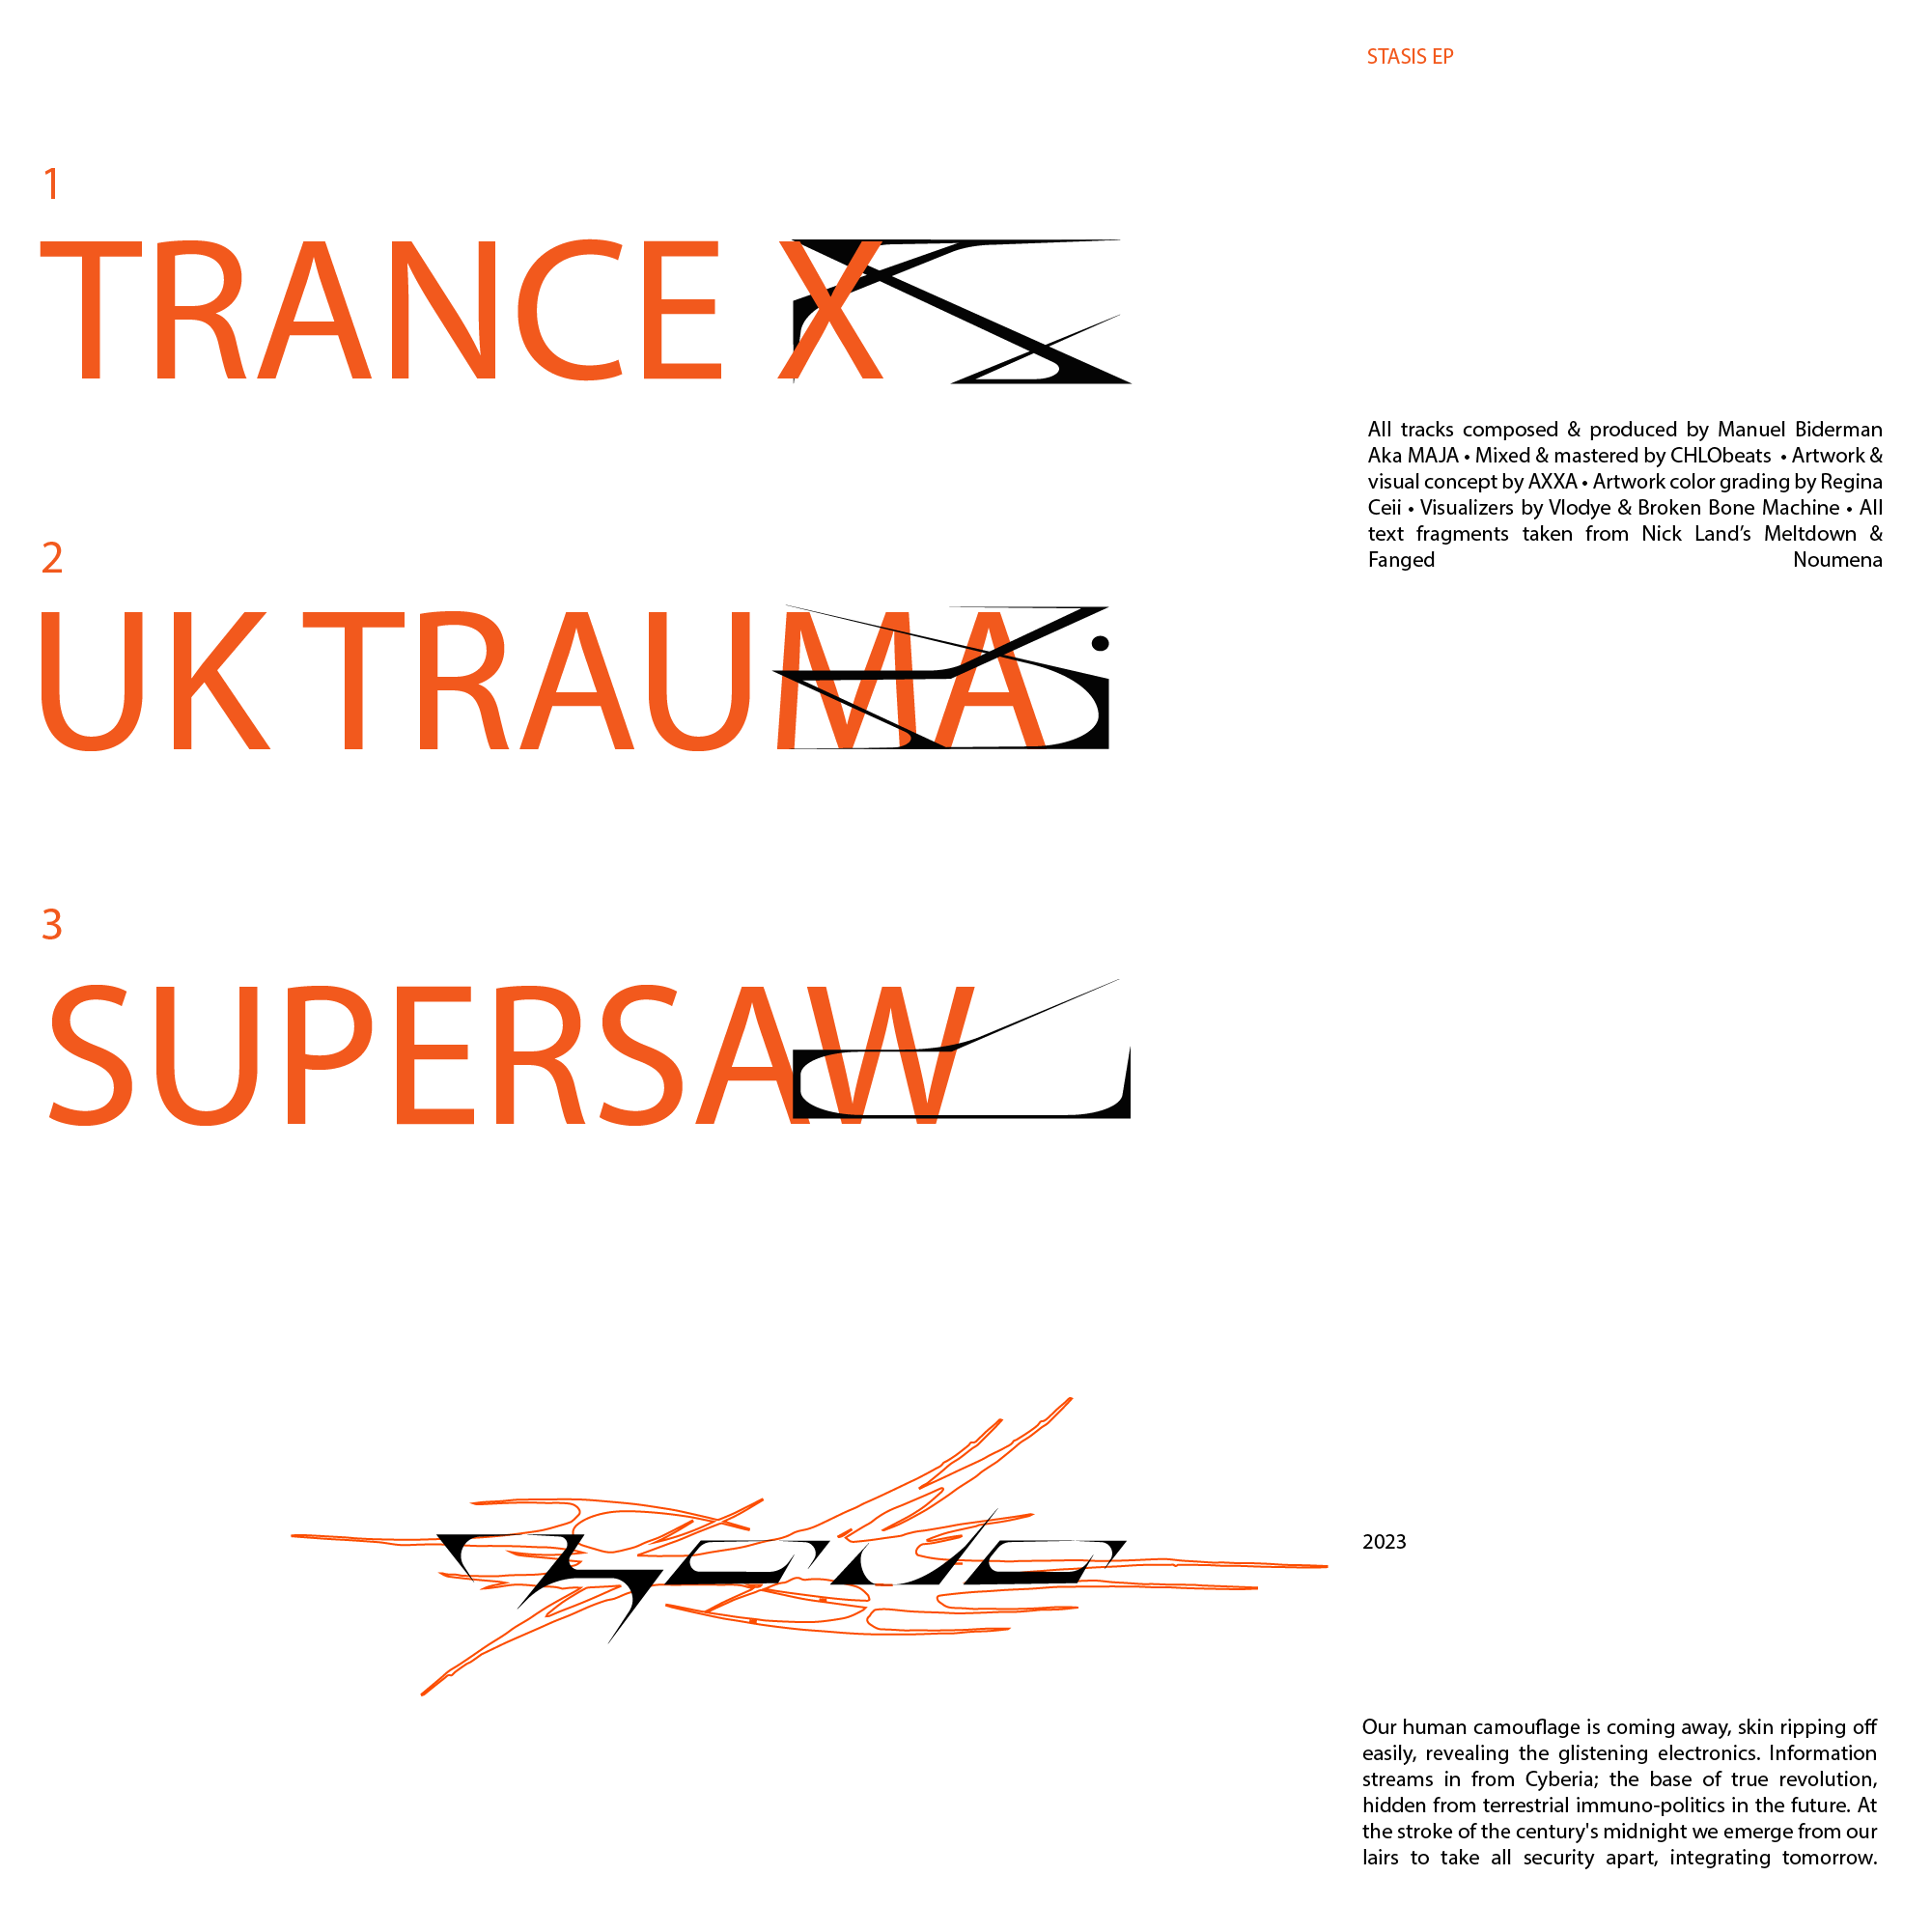 STASIS EP
1
TRANCE X
All tracks composed & produced by Manuel Biderman
Aka MAJA • Mixed & mastered by CHLObeats • Artwork &
visual concept by AXXA • Artwork color grading by Regina
Ceii • Visualizers by Vlodye & Broken Bone Machine • All
text fragments taken from Nick Land’s Meltdown &
Fanged Noumena
2
UK TRAUMA
3
SUPERSAW
2023
Our human camouflage is coming away, skin ripping off
easily, revealing the glistening electronics. Information
streams in from Cyberia; the base of true revolution,
hidden from terrestrial immuno-politics in the future. At
the stroke of the century's midnight we emerge from our
lairs to take all security apart, integrating tomorrow.